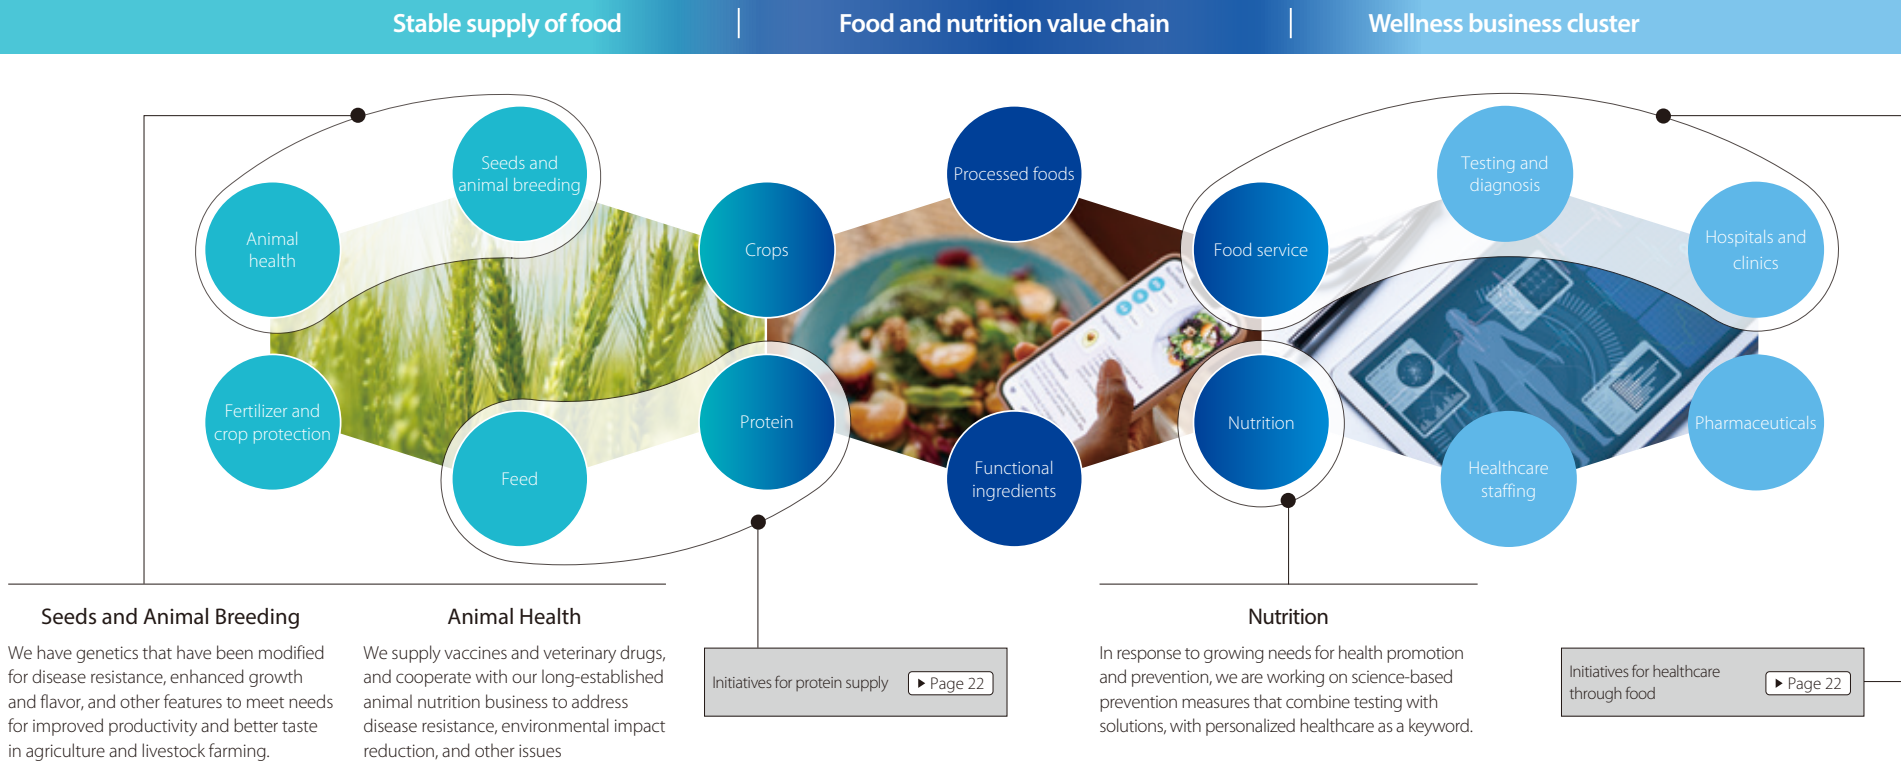 Stable supply of food
Food and nutrition value chain
Wellness business cluster
Seeds and
animal breeding
Animal
health
Crops
Processed foods
Food service
Testing and
diagnosis
Hospitals and
clinics
Fertilizer and
crop protection
Feed
Protein
Functional
ingredients
Nutrition
Healthcare
staffing
Pharmaceuticals
Seeds and Animal Breeding
We have genetics that have been modified
for disease resistance, enhanced growth
and flavor, and other features to meet needs
for improved productivity and better taste
in agriculture and livestock farming.
Animal Health
We supply vaccines and veterinary drugs,
and cooperate with our long-established
animal nutrition business to address
disease resistance, environmental impact
reduction, and other issues
Initiatives for protein supply
▶ Page 22
Nutrition
In response to growing needs for health promotion
and prevention, we are working on science-based
prevention measures that combine testing with
solutions, with personalized healthcare as a keyword.
Initiatives for healthcare
through food
▶ Page 22